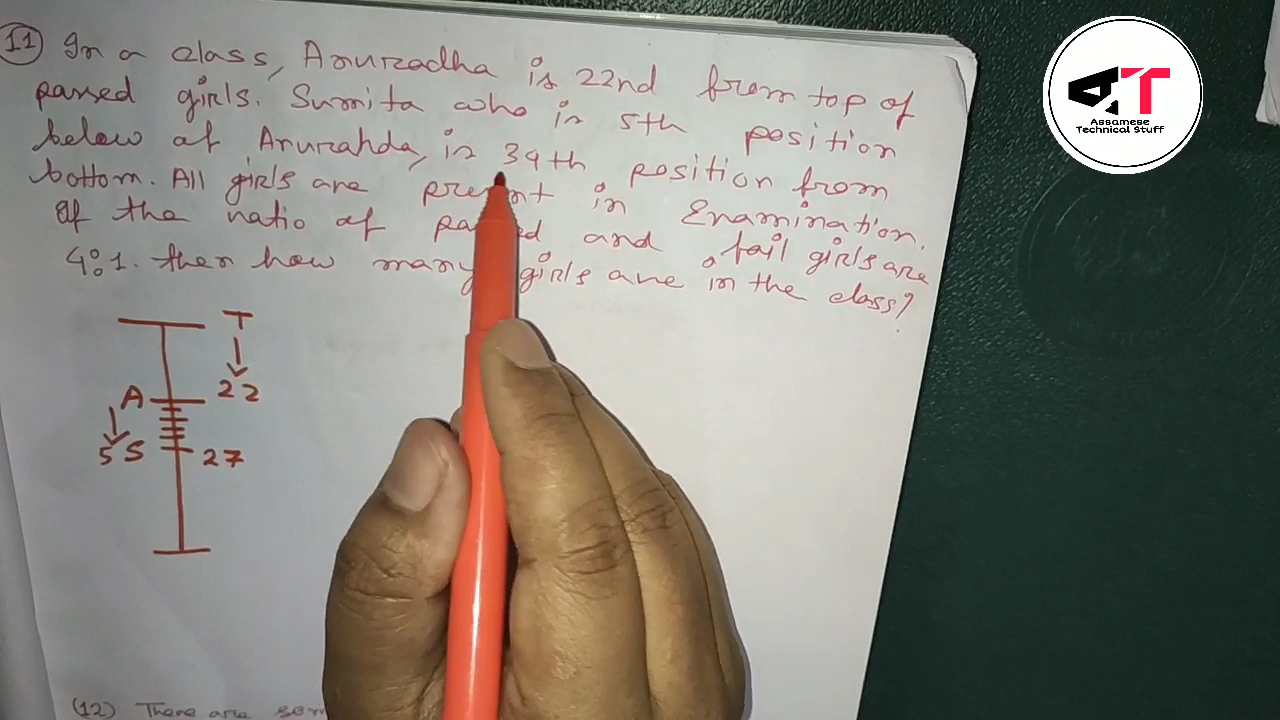 (11) In a class, Anuradha is 22nd from top of
passed girls. Sumita who is 5th position
below of Anurahda, is 34th position from
bottom. All girls are present in Examination.
If the ratio of passed and fail girls are
4:1. then how many girls are in the class?
T
A 22
5 S 27
(12) There are
AT
Assamese
Technical Stuff